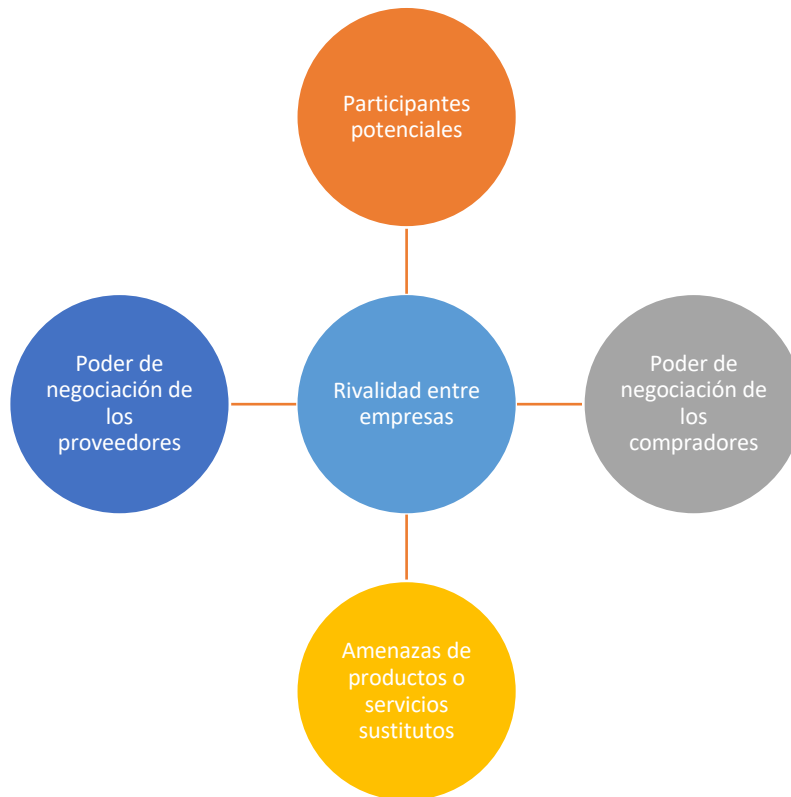 Participantes
potenciales
Poder de
negociación de
los
proveedores
Rivalidad entre
empresas
Poder de
negociación de
los
compradores
Amenazas de
productos o
servicios
sustitutos